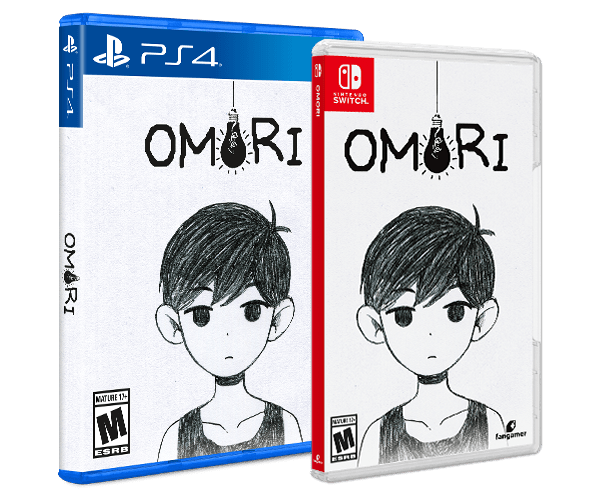 PS4
PS4
OMORI
OMORI
MATURE 17+
M
ESRB
NINTENDO
SWITCH
OMORI
OMORI
MATURE 17+
M
ESRB
fangamer